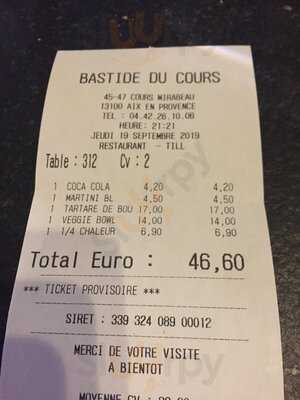 BASTIDE DU COURS
45-47 COURS MIRABEAU
13100 AIX EN PROVENCE
TEL : 04.42.26.10.06
HEURE: 21:21
JEUDI 19 SEPTEMBRE 2019
RESTAURANT - TILL
Table : 312 Cv : 2
1 COCA COLA 4,20 4,20
1 MARTINI BL 4,50 4,50
1 TARTARE DE BOU 17,00 17,00
1 VEGGIE BOWL 14,00 14,00
1 1/4 CHALEUR 6,90 6,90
Total Euro : 46,60
*** TICKET PROVISOIRE ***
SIRET : 339 324 089 00012
MERCI DE VOTRE VISITE
A BIENTOT
MOYENNE CV :